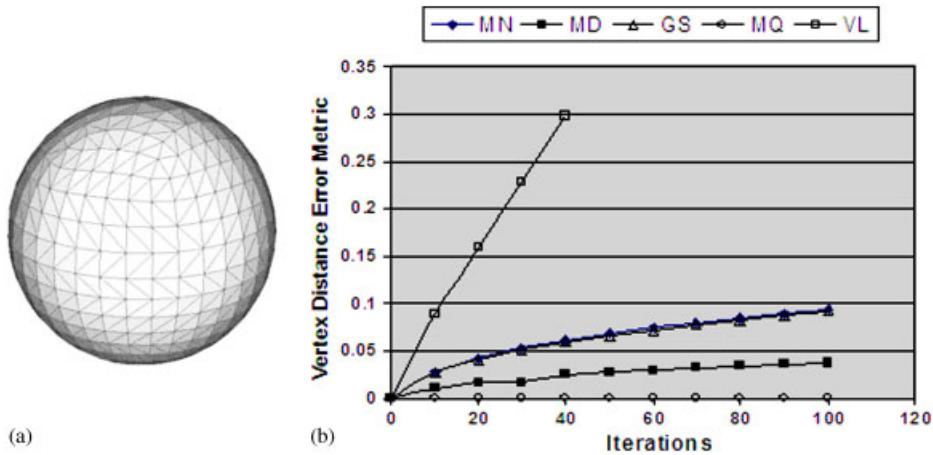 MN MD GS MQ VL
0.35
0.3
0.25
0.2
0.15
0.1
0.05
0
Vertex Distance Error Metric
0 20 40 60 80 100 120
Iterations
(a)
(b)